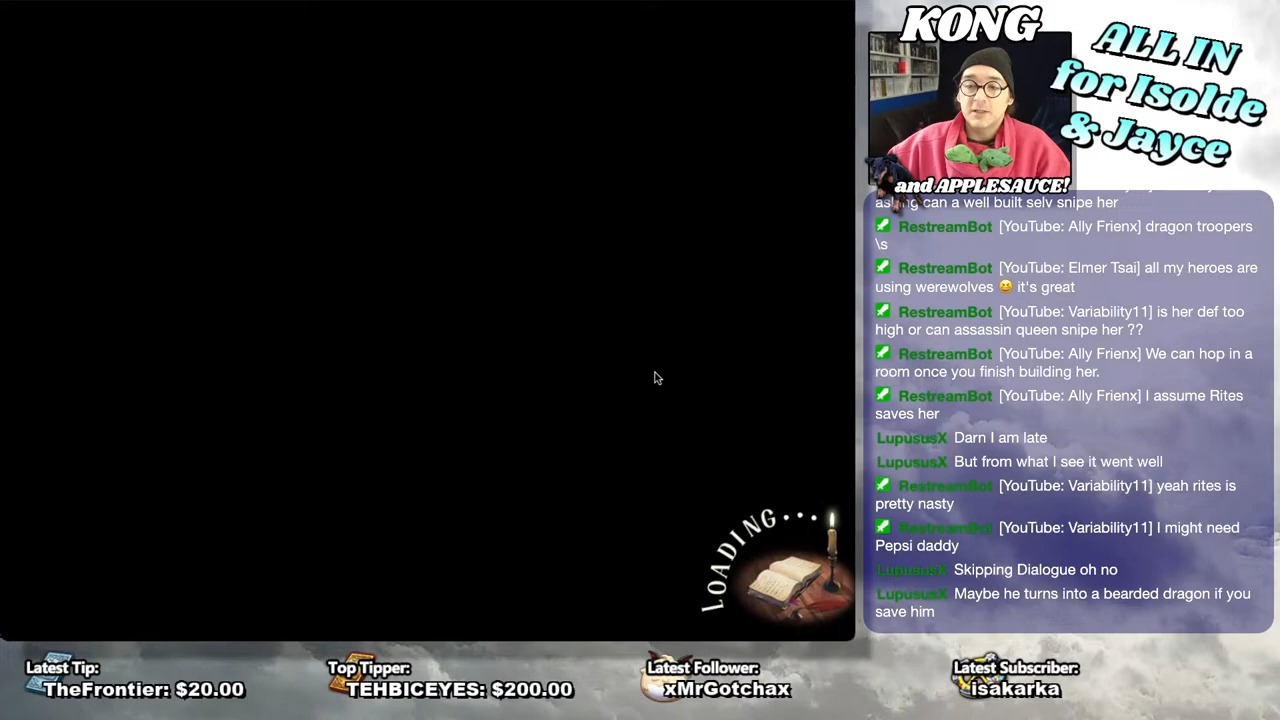 KONG
and APPLESAUCE!
ALL IN
for Isolde
& Jayce
can a well built selv snipe her
RestreamBot [YouTube: Ally Frienx] dragon troopers
\s
RestreamBot [YouTube: Elmer Tsai] all my heroes are
using werewolves 😆 it's great
RestreamBot [YouTube: Variability11] is her def too
high or can assassin queen snipe her ??
RestreamBot [YouTube: Ally Frienx] We can hop in a
room once you finish building her.
RestreamBot [YouTube: Ally Frienx] I assume Rites
saves her
LupususX Darn I am late
LupususX But from what I see it went well
RestreamBot [YouTube: Variability11] yeah rites is
pretty nasty
RestreamBot [YouTube: Variability11] I might need
Pepsi daddy
LupususX Skipping Dialogue oh no
LupususX Maybe he turns into a bearded dragon if you
save him
LOADING...
Latest Tip:
TheFrontier: $20.00
Top Tipper:
TEHBICEYES: $200.00
Latest Follower:
xMrGotchax
Latest Subscriber:
isakarka